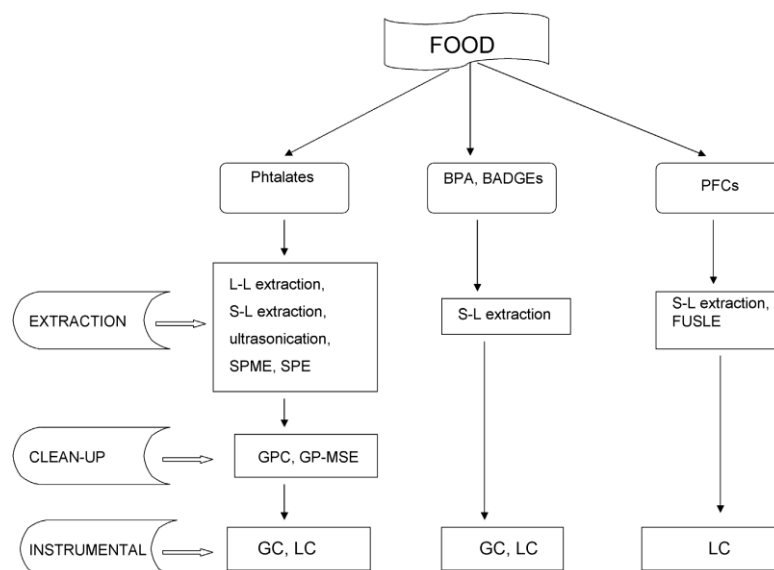 FOOD
Phtalates
BPA, BADGEs
PFCs
EXTRACTION
L-L extraction,
S-L extraction,
ultrasonication,
SPME, SPE
S-L extraction
S-L extraction,
FUSLE
CLEAN-UP
GPC, GP-MSE
INSTRUMENTAL
GC, LC
GC, LC
LC